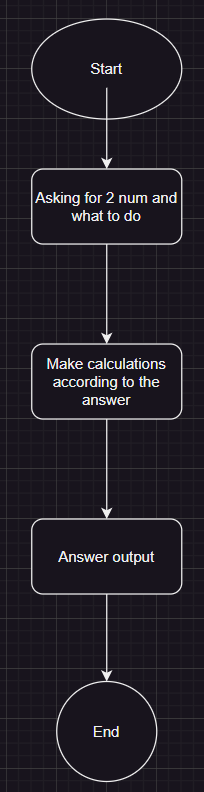 Start
Asking for 2 num and
what to do
Make calculations
according to the
answer
Answer output
End